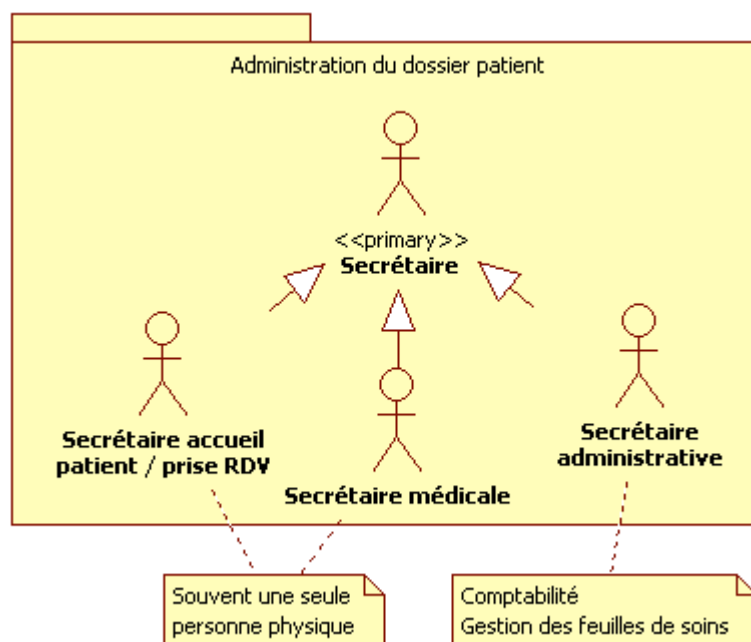 Administration du dossier patient
<<primary>>
Secrétaire
Secrétaire accueil
patient / prise RDV
Secrétaire médicale
Secrétaire
administrative
Souvent une seule
personne physique
Comptabilité
Gestion des feuilles de soins